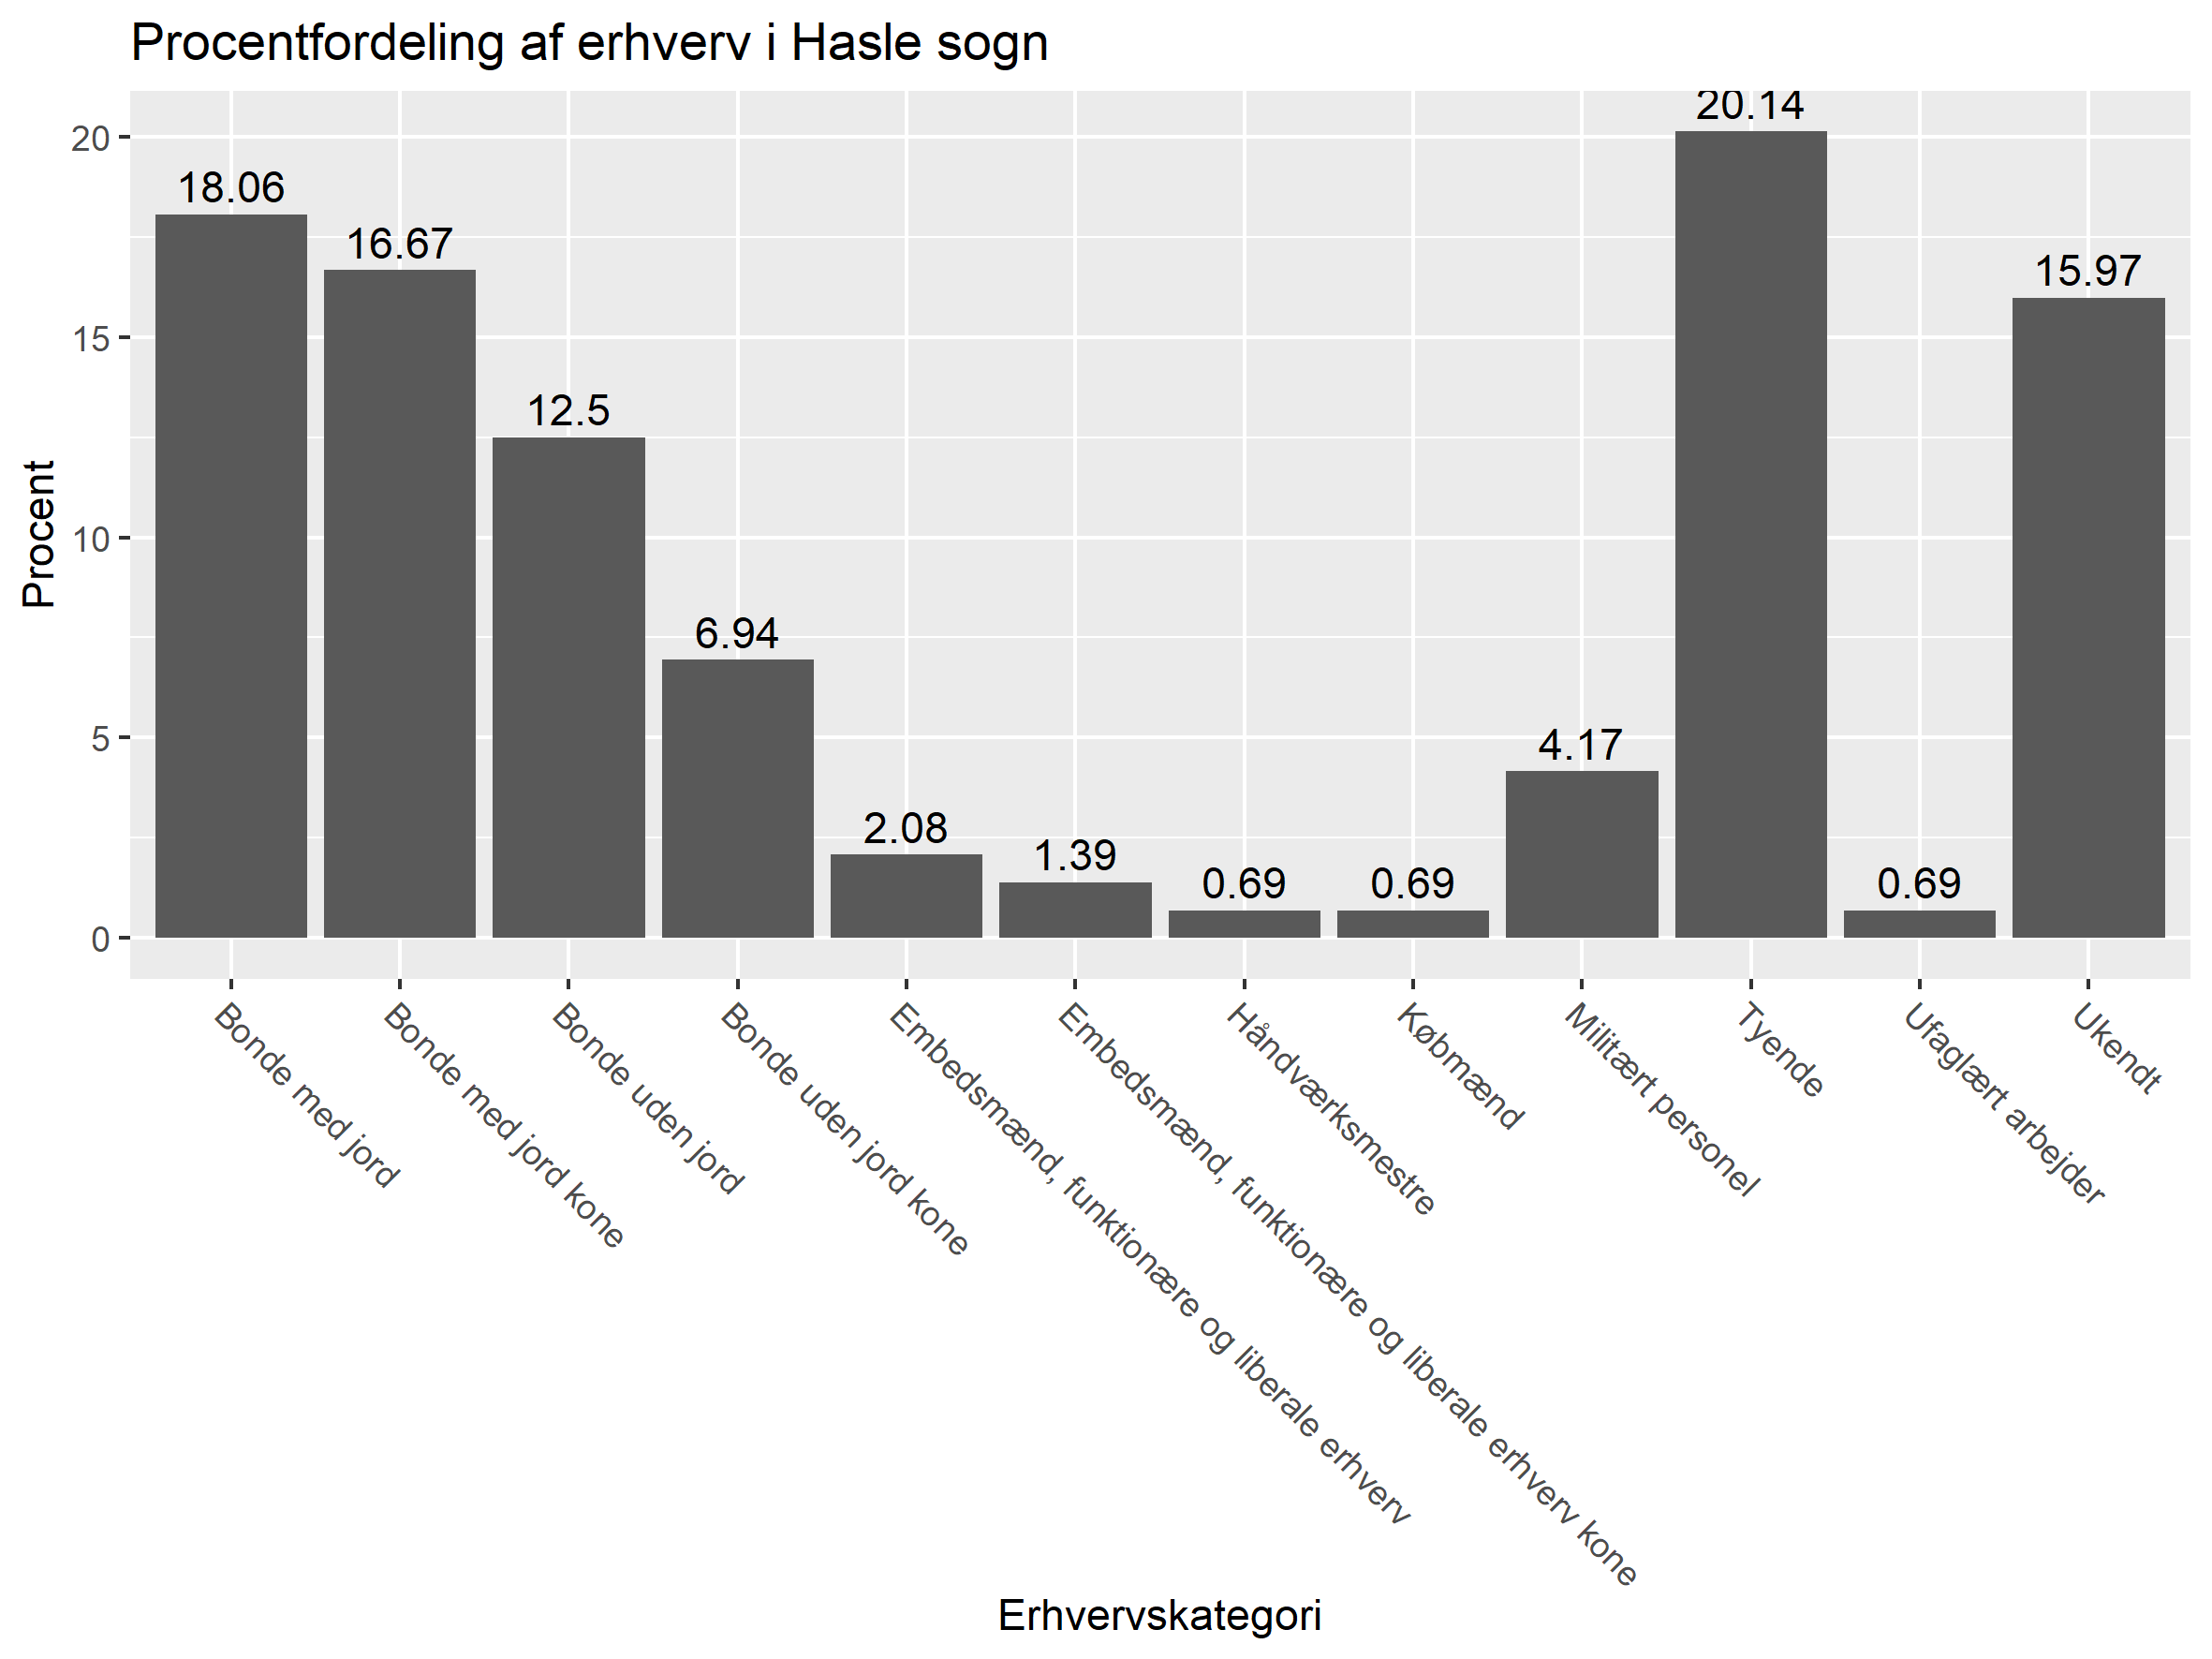 Procentfordeling af erhverv i Hasle sogn
Procent
20
15
10
5
0
18.06
16.67
12.5
6.94
2.08
1.39
0.69
0.69
4.17
20.14
0.69
15.97
Bonde med jord
Bonde med jord kone
Bonde uden jord
Bonde uden jord kone
Embedsmænd, funktionære og liberale erhverv
Embedsmænd, funktionære og liberale erhverv kone
Håndværksmestre
Købmænd
Militært personel
Tyende
Ufaglært arbejder
Ukendt
Erhvervskategori